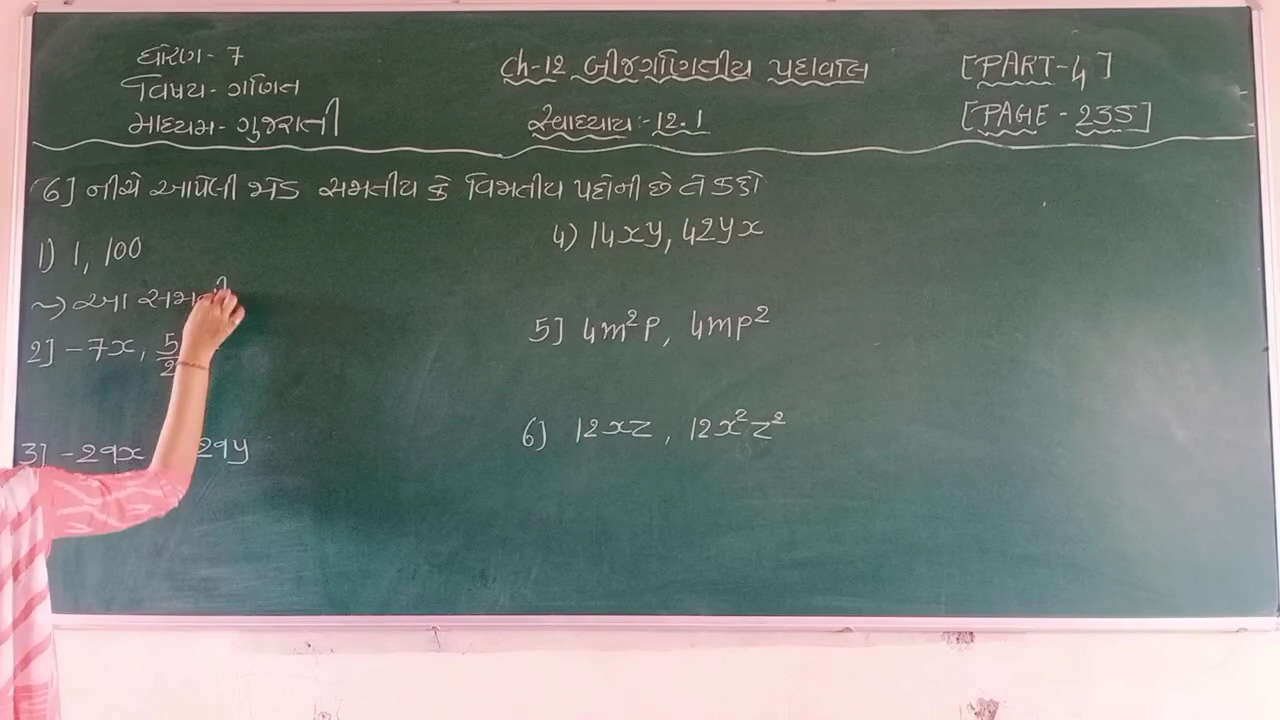 ધોરણ - 7
વિષય - ગણિત
માધ્યમ - ગુજરાતી
Ch-12 બીજગણિતીય પદાવલિ
સ્વાધ્યાય :- 12.1
[PART-4]
[PAGE - 235]
6] નીચે આપેલી જોડ સજાતીય કે વિજાતીય પદોની છે તે કહો
1) 1, 100
~) આ
2] -7x, 5/2
3] -29x 29y
4) 14xy, 42yx
5] 4m²p, 4mp²
6] 12xz, 12x²z²